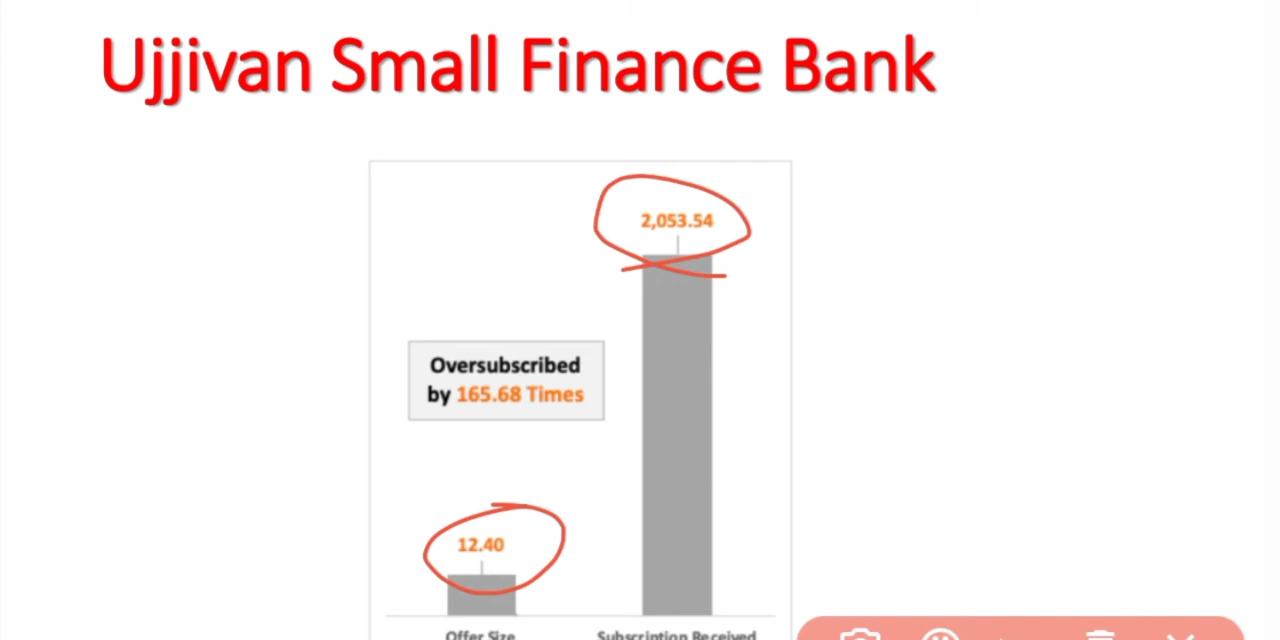 Ujjivan Small Finance Bank
2,053.54
Oversubscribed
by 165.68 Times
12.40
Offer Size
Subscription Received